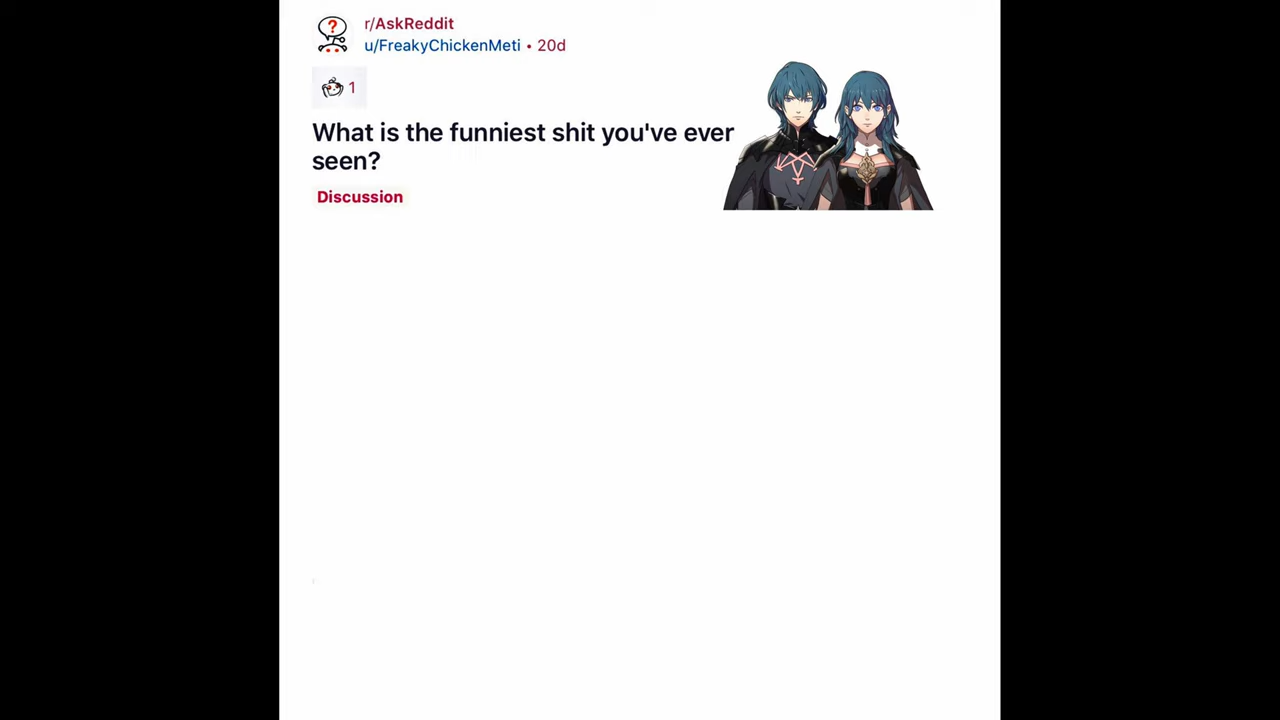 r/AskReddit
u/FreakyChickenMeti • 20d
1
What is the funniest shit you've ever
seen?
Discussion